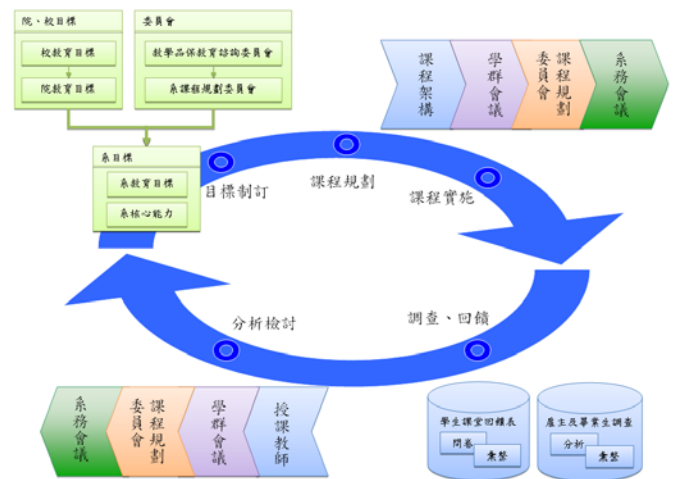 院、校目標
校教育目標
院教育目標
委員會
教學品保教育諮詢委員會
系課程規劃委員會
系目標
系教育目標
系核心能力
課程架構
學群會議
課程規劃
委員會
系務會議
目標制訂
課程規劃
課程實施
分析檢討
調查、回饋
系務會議
課程規劃
委員會
學群會議
授課教師
學生課堂回饋表
問卷
彙整
雇主及畢業生調查
分析
彙整